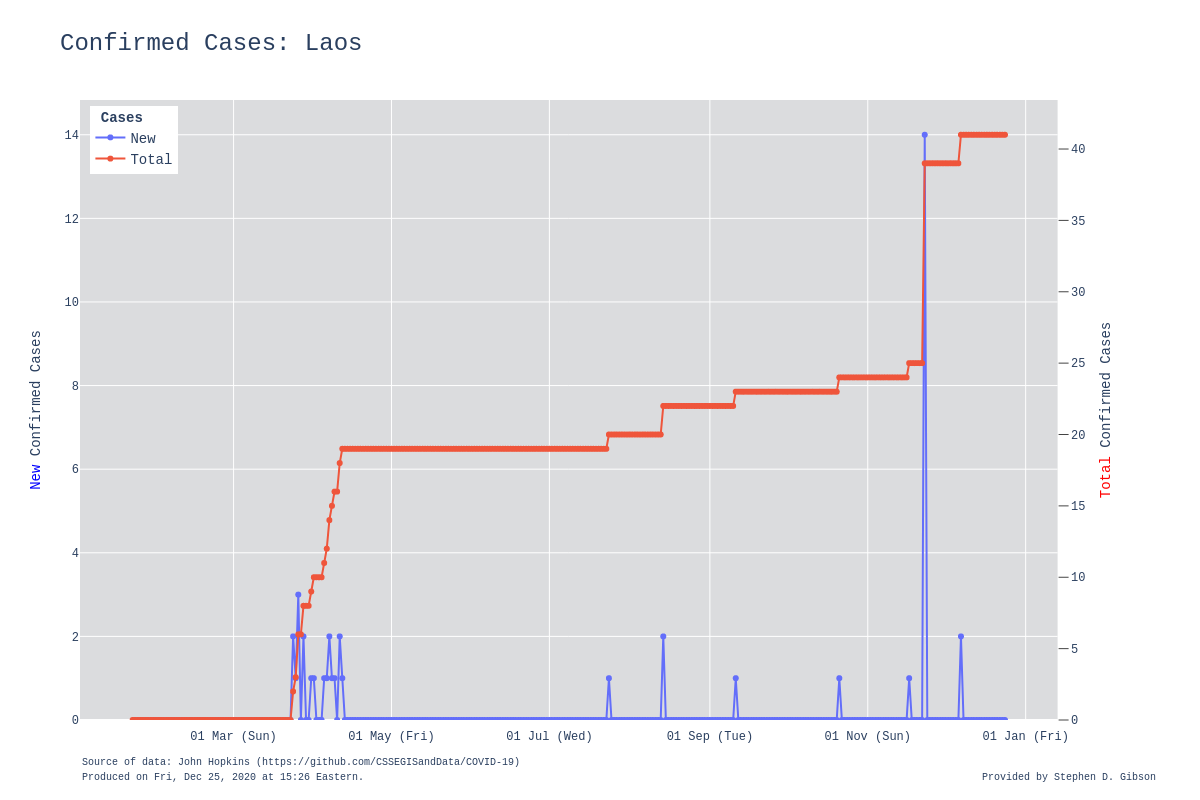 Confirmed Cases: Laos
Cases
New
Total
14
12
10
8
6
4
2
0
New Confirmed Cases
40
35
30
25
20
15
10
5
0
Total Confirmed Cases
01 Mar (Sun)
01 May (Fri)
01 Jul (Wed)
01 Sep (Tue)
01 Nov (Sun)
01 Jan (Fri)
Source of data: John Hopkins (https://github.com/CSSEGISandData/COVID-19)
Produced on Fri, Dec 25, 2020 at 15:26 Eastern.
Provided by Stephen D. Gibson